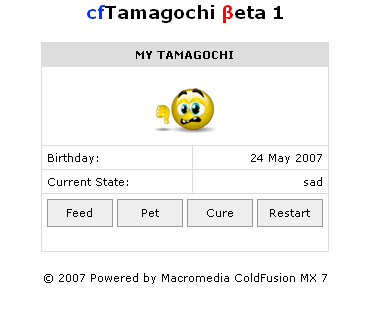 cfTamagochi βeta 1
MY TAMAGOCHI
Birthday: 24 May 2007
Current State: sad
Feed Pet Cure Restart
© 2007 Powered by Macromedia ColdFusion MX 7